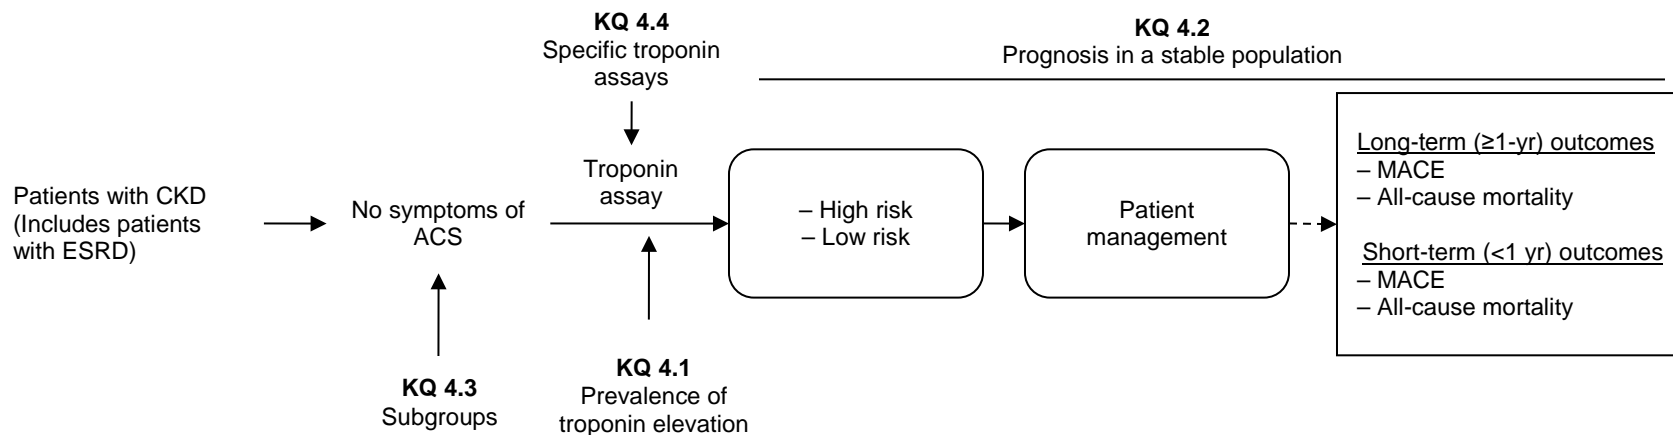 KQ 4.4
Specific troponin
assays
KQ 4.2
Prognosis in a stable population
Patients with CKD
(Includes patients
with ESRD)
No symptoms of
ACS
Troponin
assay
– High risk
– Low risk
Patient
management
Long-term (≥1-yr) outcomes
– MACE
– All-cause mortality
Short-term (<1 yr) outcomes
– MACE
– All-cause mortality
KQ 4.3
Subgroups
KQ 4.1
Prevalence of
troponin elevation